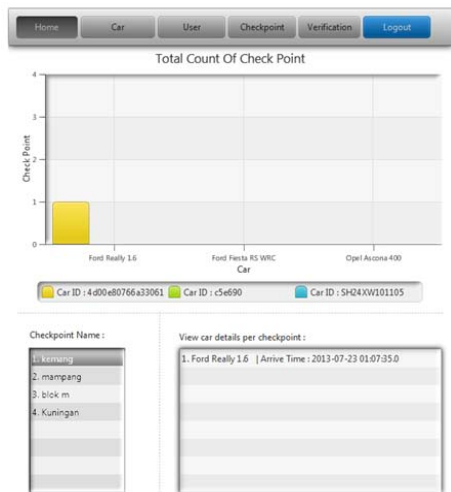 Home Car User Checkpoint Verification Logout
Total Count Of Check Point
4
3
2
1
0
Check Point
Ford Really 1.6 Ford Fiesta RS WRC Opel Ascona 400
Car
Car ID : 4d00e80766a33061 Car ID : c5e690 Car ID : SH24XW101105
Checkpoint Name :
1. kemang
2. mampang
3. blok m
4. Kuningan
View car details per checkpoint :
1. Ford Really 1.6 | Arrive Time : 2013-07-23 01:07:35.0